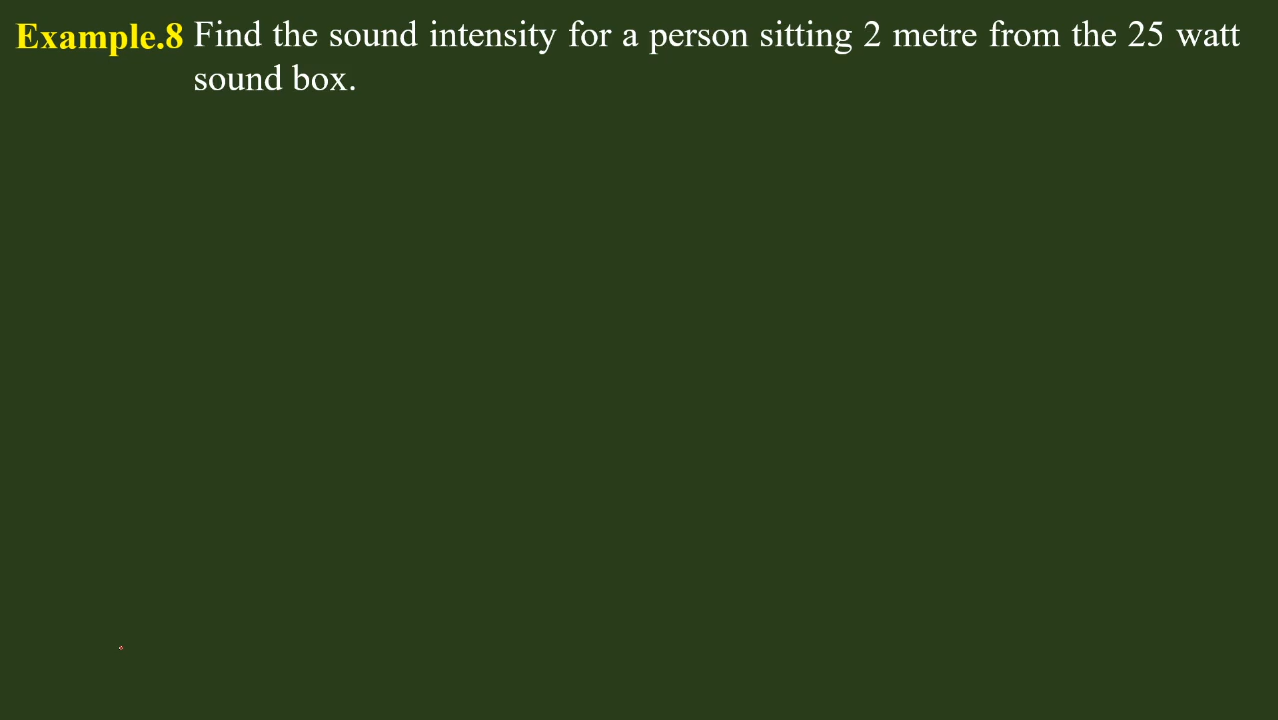 Example.8 Find the sound intensity for a person sitting 2 metre from the 25 watt
sound box.